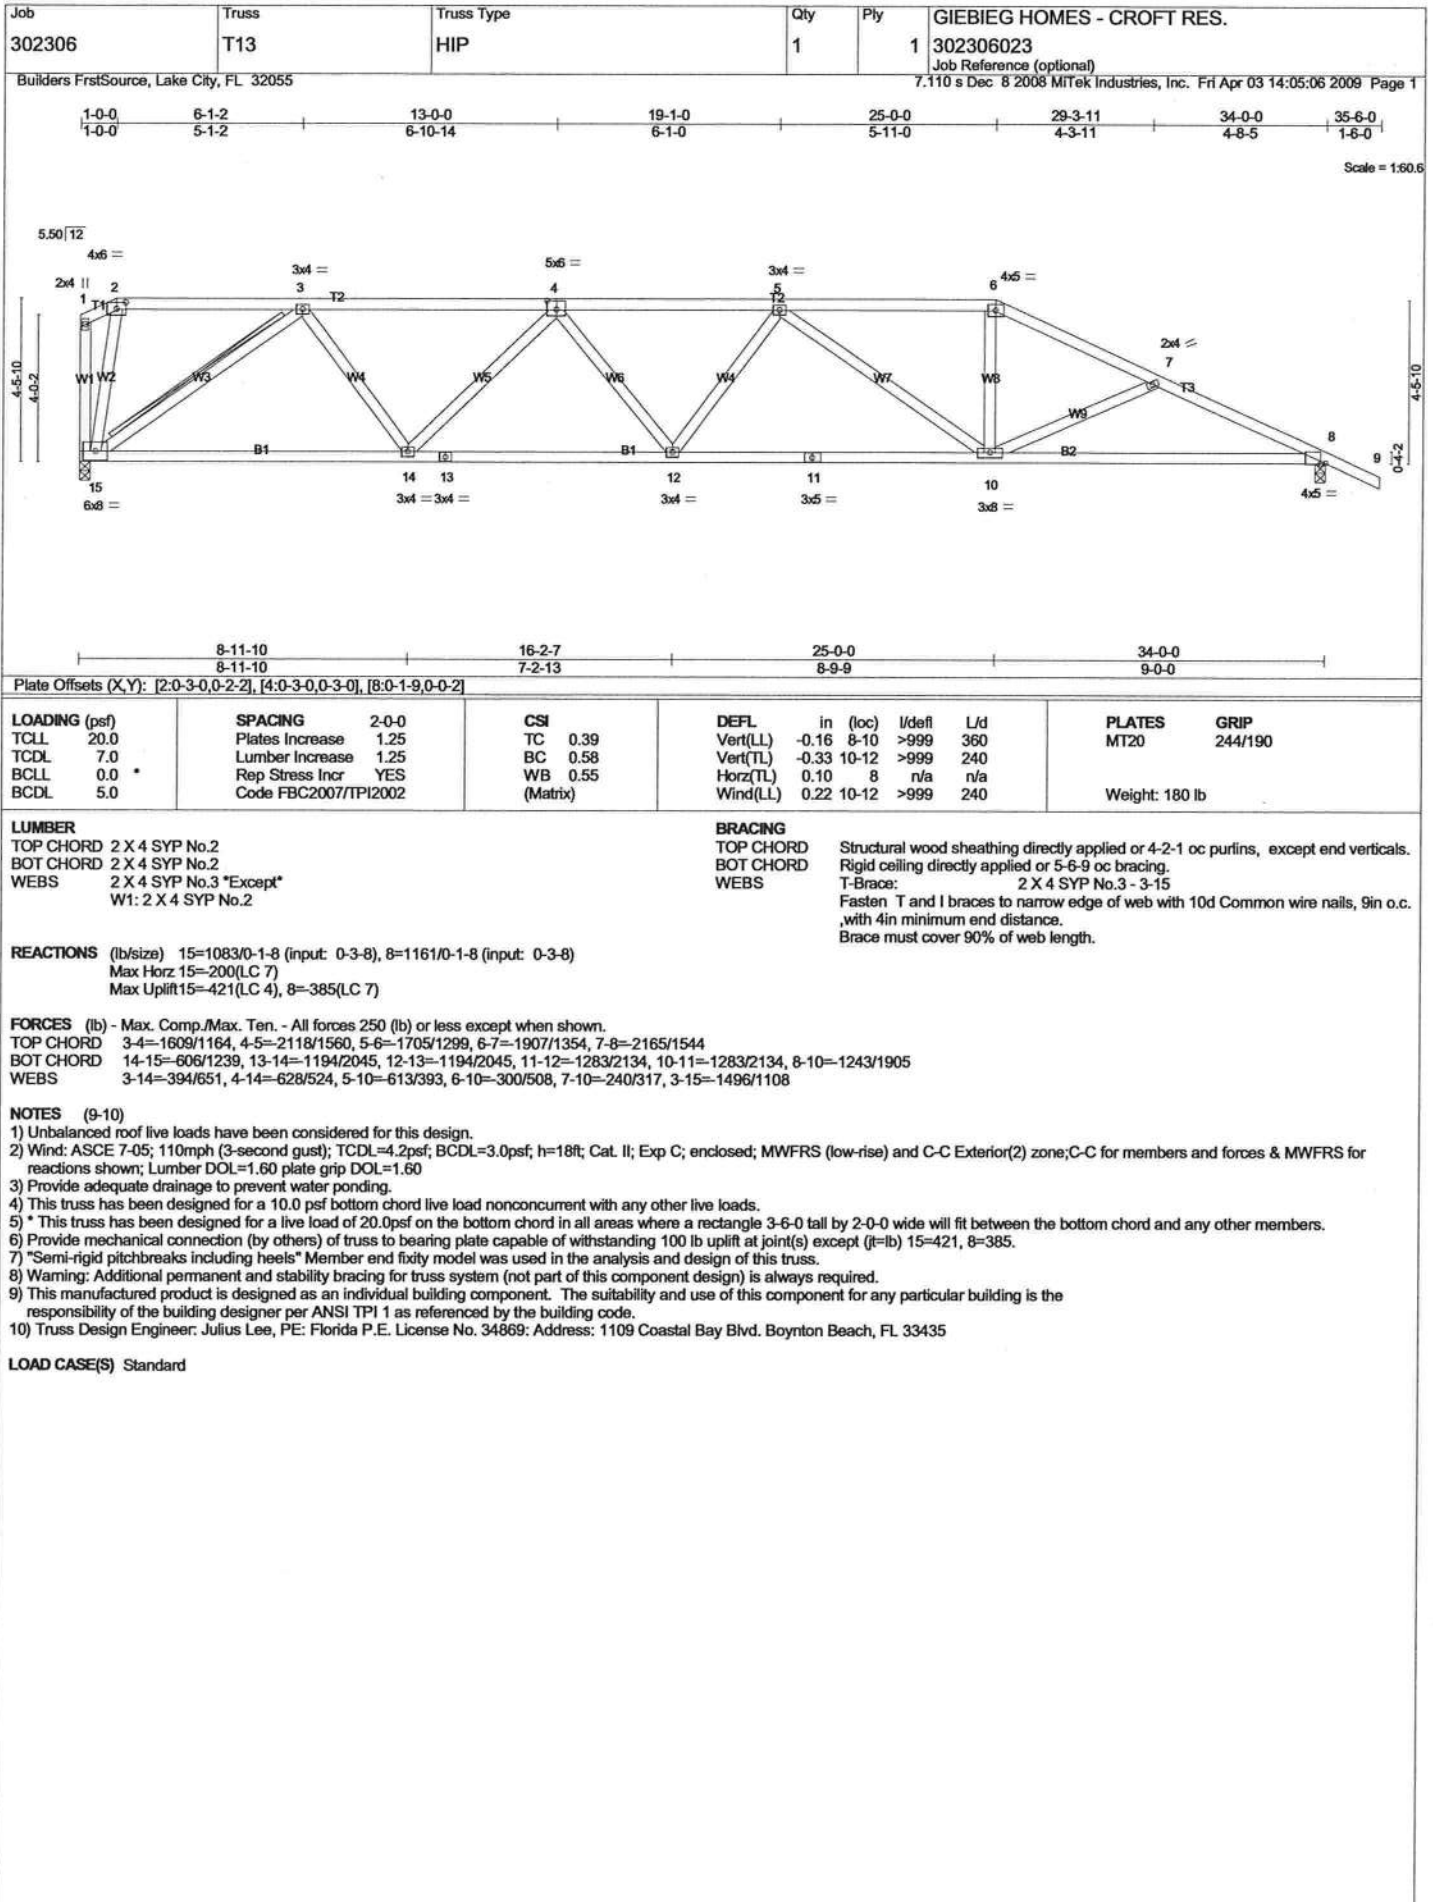 Job Truss Truss Type Qty Ply GIEBIEG HOMES - CROFT RES.
302306 T13 HIP 1 1 302306023
Job Reference (optional)
Builders FrstSource, Lake City, FL 32055 7.110 s Dec 8 2008 MiTek Industries, Inc. Fri Apr 03 14:05:06 2009 Page 1
1-0-0 6-1-2 13-0-0 19-1-0 25-0-0 29-3-11 34-0-0 35-6-0
1-0-0 5-1-2 6-10-14 6-1-0 5-11-0 4-3-11 4-8-5 1-6-0
Scale = 1:60.6
5.50 12
4x6 =
2x4 || 2 3x4 = 5x6 = 3x4 = 4x5 =
1 T1 3 T2 4 5 T2 6
2x4 =
7
4-5-10 4-0-2 W1 W2 W3 W4 W5 W6 W4 W7 W8 T3 4-5-10
W9
B1 B1 B2 8 9 0-4-2
15 14 13 12 11 10
6x8 = 3x4 = 3x4 = 3x4 = 3x5 = 3x8 = 4x5 =
8-11-10 16-2-7 25-0-0 34-0-0
8-11-10 7-2-13 8-9-9 9-0-0
Plate Offsets (X,Y): [2:0-3-0,0-2-2], [4:0-3-0,0-3-0], [8:0-1-9,0-0-2]
LOADING (psf) SPACING 2-0-0 CSI DEFL in (loc) l/defl L/d PLATES GRIP
TCLL 20.0 Plates Increase 1.25 TC 0.39 Vert(LL) -0.16 8-10 >999 360 MT20 244/190
TCDL 7.0 Lumber Increase 1.25 BC 0.58 Vert(TL) -0.33 10-12 >999 240
BCLL 0.0 * Rep Stress Incr YES WB 0.55 Horz(TL) 0.10 8 n/a n/a
BCDL 5.0 Code FBC2007/TPI2002 (Matrix) Wind(LL) 0.22 10-12 >999 240 Weight: 180 lb
LUMBER
TOP CHORD 2 X 4 SYP No.2
BOT CHORD 2 X 4 SYP No.2
WEBS 2 X 4 SYP No.3 *Except*
W1: 2 X 4 SYP No.2
BRACING
TOP CHORD Structural wood sheathing directly applied or 4-2-1 oc purlins, except end verticals.
BOT CHORD Rigid ceiling directly applied or 5-6-9 oc bracing.
WEBS T-Brace: 2 X 4 SYP No.3 - 3-15
Fasten T and I braces to narrow edge of web with 10d Common wire nails, 9in o.c.
,with 4in minimum end distance.
Brace must cover 90% of web length.
REACTIONS (lb/size) 15=1083/0-1-8 (input: 0-3-8), 8=1161/0-1-8 (input: 0-3-8)
Max Horz 15=-200(LC 7)
Max Uplift15=-421(LC 4), 8=-385(LC 7)
FORCES (lb) - Max. Comp./Max. Ten. - All forces 250 (lb) or less except when shown.
TOP CHORD 3-4=-1609/1164, 4-5=-2118/1560, 5-6=-1705/1299, 6-7=-1907/1354, 7-8=-2165/1544
BOT CHORD 14-15=-606/1239, 13-14=-1194/2045, 12-13=-1194/2045, 11-12=-1283/2134, 10-11=-1283/2134, 8-10=-1243/1905
WEBS 3-14=-394/651, 4-14=-628/524, 5-10=-613/393, 6-10=-300/508, 7-10=-240/317, 3-15=-1496/1108
NOTES (9-10)
1) Unbalanced roof live loads have been considered for this design.
2) Wind: ASCE 7-05; 110mph (3-second gust); TCDL=4.2psf; BCDL=3.0psf; h=18ft; Cat. II; Exp C; enclosed; MWFRS (low-rise) and C-C Exterior(2) zone;C-C for members and forces & MWFRS for
reactions shown; Lumber DOL=1.60 plate grip DOL=1.60
3) Provide adequate drainage to prevent water ponding.
4) This truss has been designed for a 10.0 psf bottom chord live load nonconcurrent with any other live loads.
5) * This truss has been designed for a live load of 20.0psf on the bottom chord in all areas where a rectangle 3-6-0 tall by 2-0-0 wide will fit between the bottom chord and any other members.
6) Provide mechanical connection (by others) of truss to bearing plate capable of withstanding 100 lb uplift at joint(s) except (jt=lb) 15=421, 8=385.
7) "Semi-rigid pitchbreaks including heels" Member end fixity model was used in the analysis and design of this truss.
8) Warning: Additional permanent and stability bracing for truss system (not part of this component design) is always required.
9) This manufactured product is designed as an individual building component. The suitability and use of this component for any particular building is the
responsibility of the building designer per ANSI TPI 1 as referenced by the building code.
10) Truss Design Engineer: Julius Lee, PE: Florida P.E. License No. 34869: Address: 1109 Coastal Bay Blvd. Boynton Beach, FL 33435
LOAD CASE(S) Standard